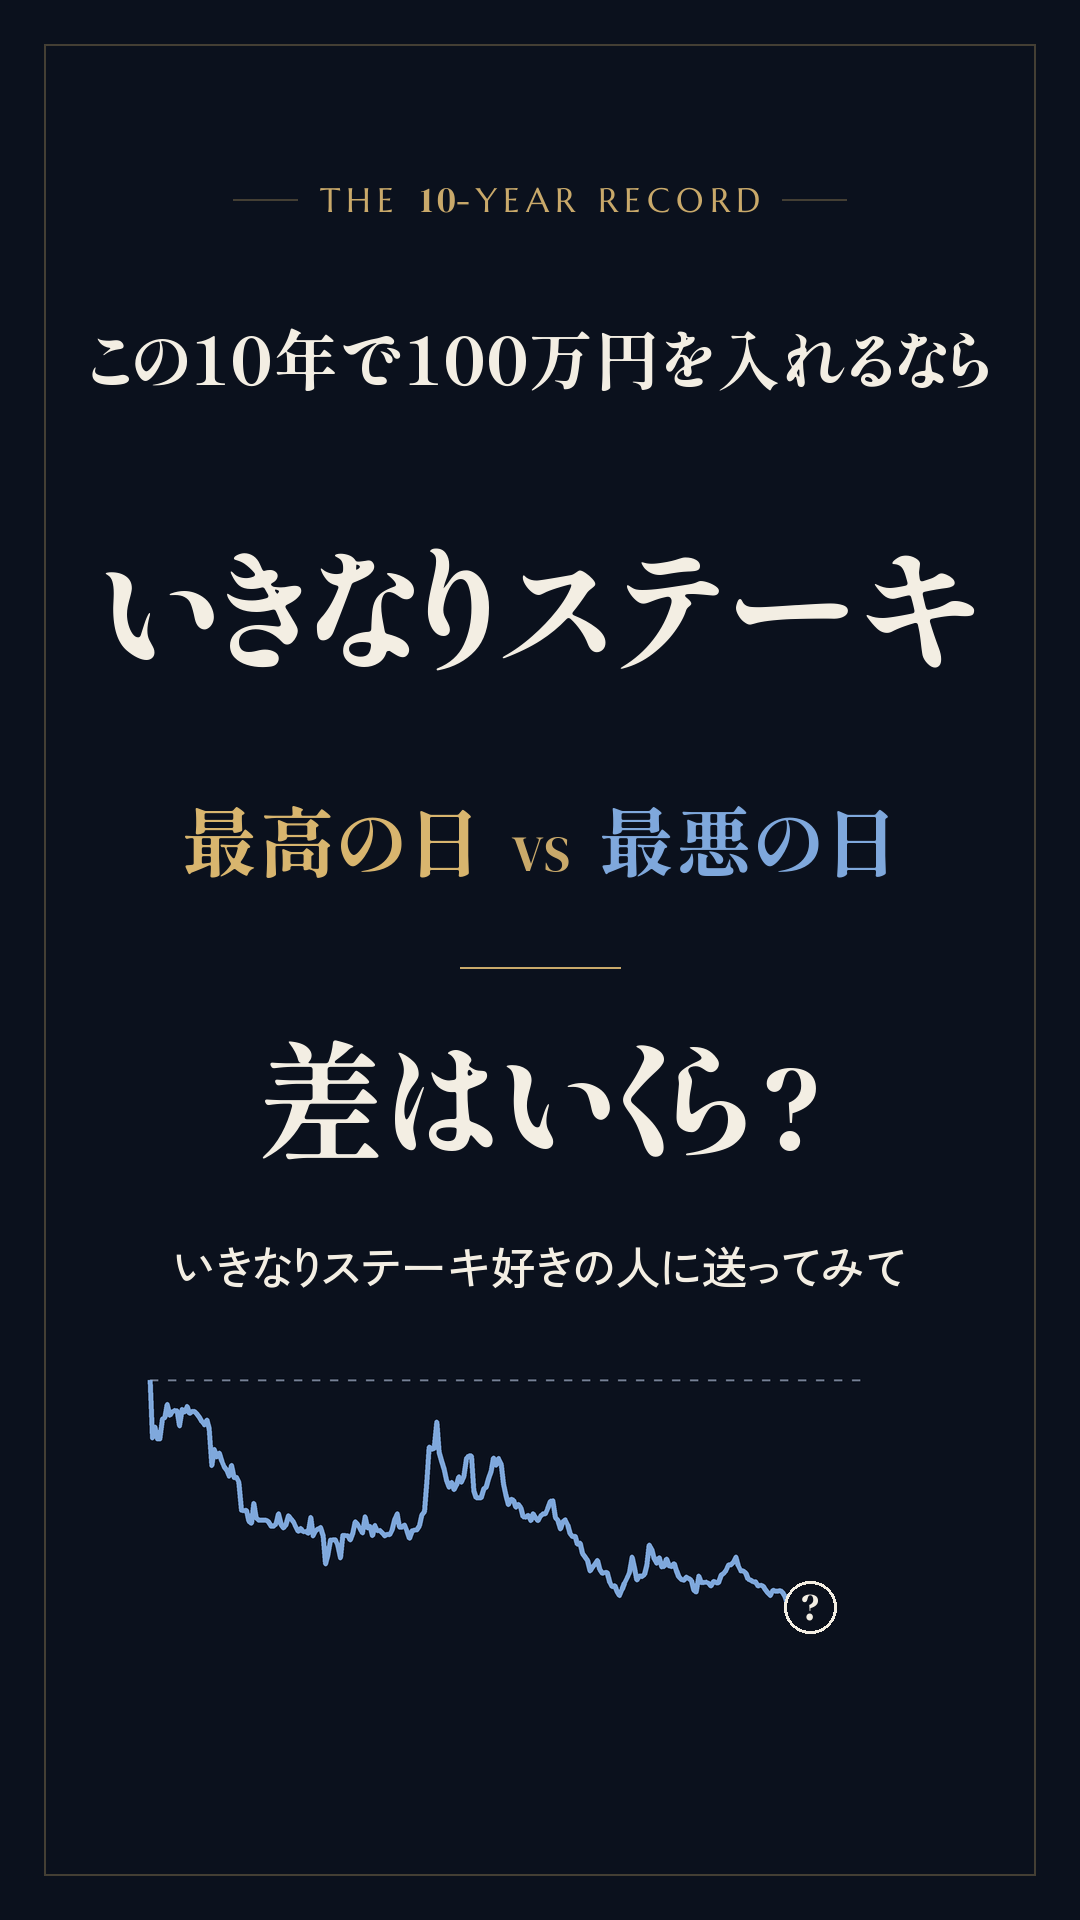 THE 10-YEAR RECORD
この10年で100万円を入れるなら
いきなりステーキ
最高の日 vs 最悪の日
差はいくら?
いきなりステーキ好きの人に送ってみて
?